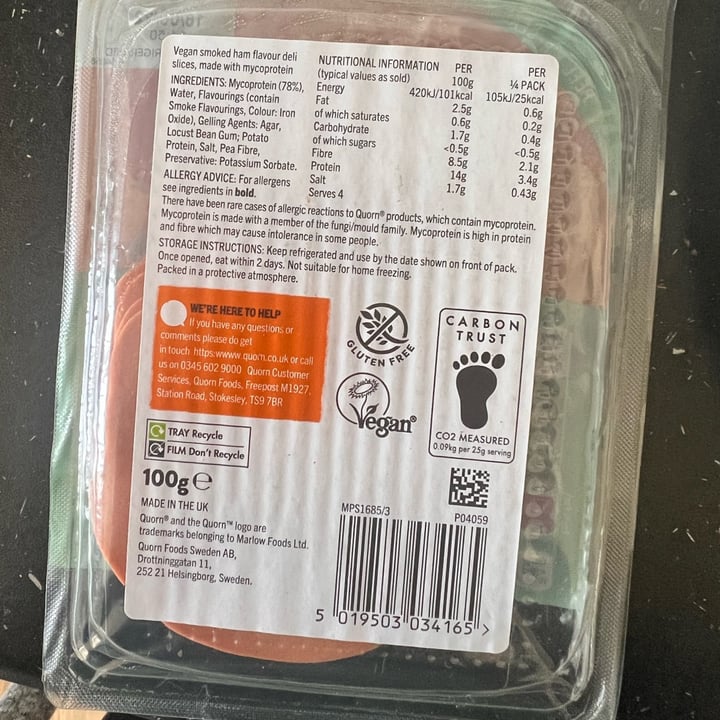 Vegan smoked ham flavour deli
slices, made with mycoprotein
INGREDIENTS: Mycoprotein (78%),
Water, Flavourings (contain
Smoke Flavourings, Colour: Iron
Oxide), Gelling Agents: Agar,
Locust Bean Gum; Potato
Protein, Salt, Pea Fibre,
Preservative: Potassium Sorbate.
ALLERGY ADVICE: For allergens
see ingredients in bold.
NUTRITIONAL INFORMATION PER PER
(typical values as sold) 100g ¼ PACK
Energy 420kJ/101kcal 105kJ/25kcal
Fat 2.5g 0.6g
of which saturates 0.6g 0.2g
Carbohydrate 1.7g 0.4g
of which sugars <0.5g <0.5g
Fibre 8.5g 2.1g
Protein 14g 3.4g
Salt 1.7g 0.43g
Serves 4
There have been rare cases of allergic reactions to Quorn® products, which contain mycoprotein.
Mycoprotein is made with a member of the fungi/mould family. Mycoprotein is high in protein
and fibre which may cause intolerance in some people.
STORAGE INSTRUCTIONS: Keep refrigerated and use by the date shown on front of pack.
Once opened, eat within 2 days. Not suitable for home freezing.
Packed in a protective atmosphere.
WE'RE HERE TO HELP
If you have any questions or
comments please do get
in touch https:www.quorn.co.uk or call
us on 0345 602 9000 Quorn Customer
Services, Quorn Foods, Freepost M1927,
Station Road, Stokesley, TS9 7BR
GLUTEN FREE
Vegan®
CARBON
TRUST
CO2 MEASURED
0.09kg per 25g serving
TRAY Recycle
FILM Don't Recycle
100g e
MADE IN THE UK
Quorn® and the Quorn™ logo are
trademarks belonging to Marlow Foods Ltd.
Quorn Foods Sweden AB,
Drottninggatan 11,
252 21 Helsingborg, Sweden.
MPS1685/3
P04059
5 019503 034165 >